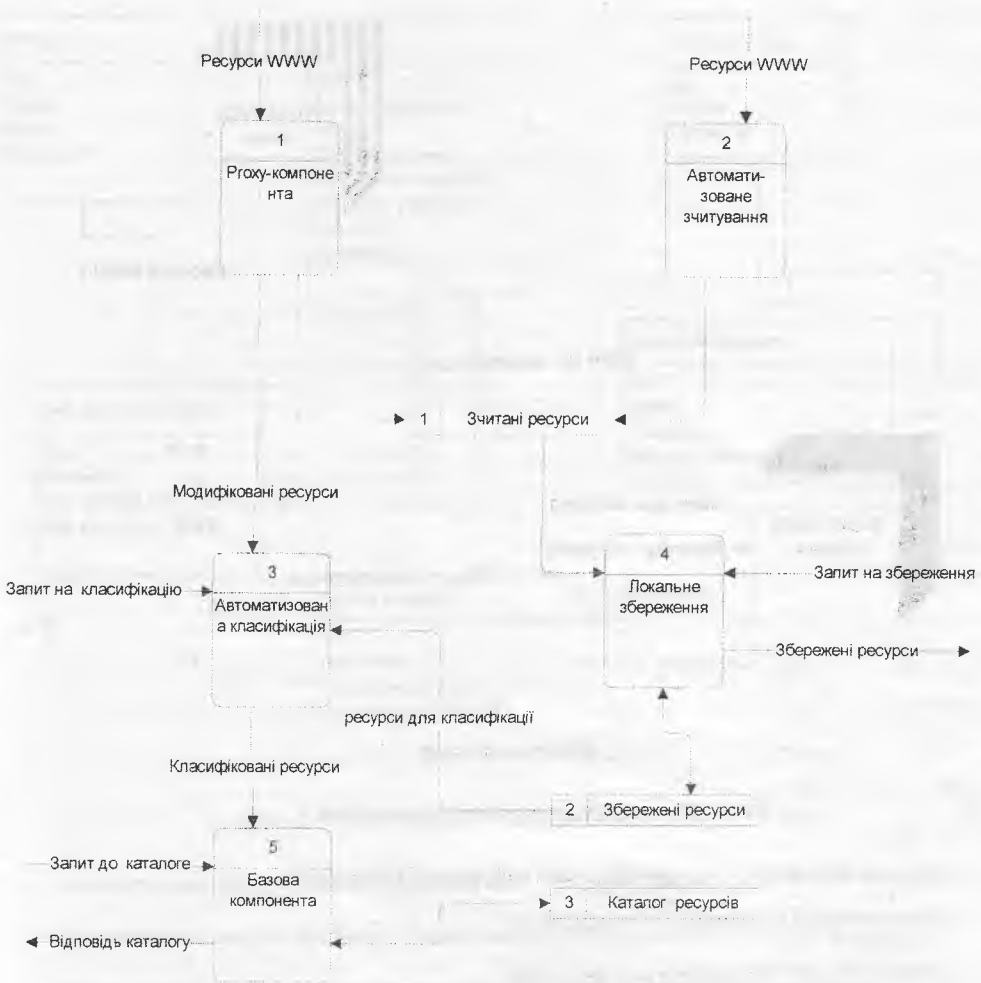 Ресурси WWW
Ресурси WWW
1
Proxy-компоне
нта
2
Автомати-
зоване
зчитування
1 Зчитані ресурси
Модифіковані ресурси
3
Автоматизован
а класифікація
Запит на класифікацію
4
Локальне
збереження
Запит на збереження
Збережені ресурси
ресурси для класифікації
Класифіковані ресурси
2 Збережені ресурси
5
Базова
компонента
Запит до каталоге
3 Каталог ресурсів
Відповідь каталогу